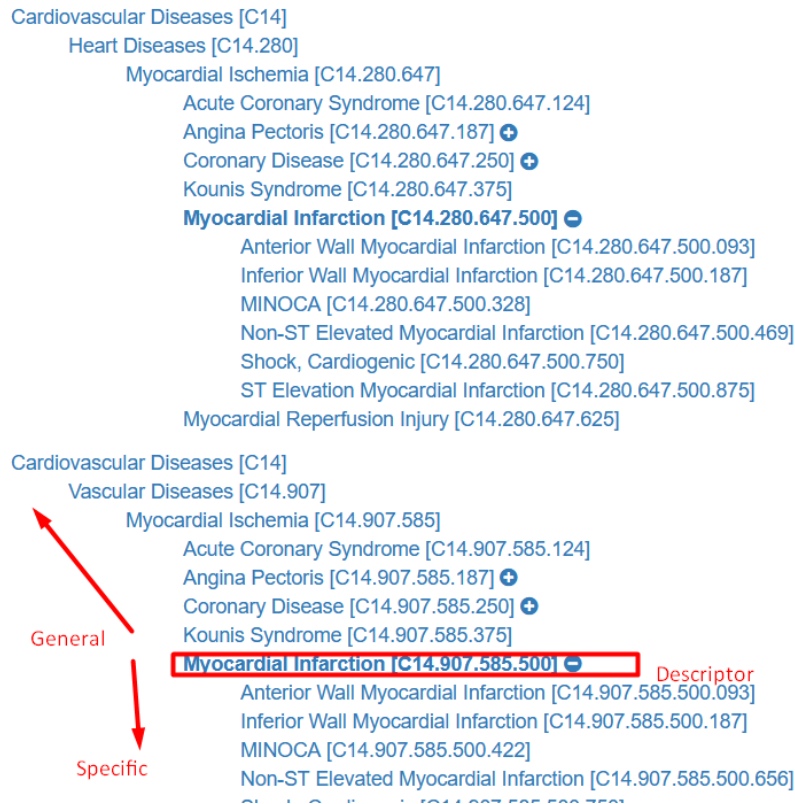 Cardiovascular Diseases [C14]
Heart Diseases [C14.280]
Myocardial Ischemia [C14.280.647]
Acute Coronary Syndrome [C14.280.647.124]
Angina Pectoris [C14.280.647.187]
Coronary Disease [C14.280.647.250]
Kounis Syndrome [C14.280.647.375]
Myocardial Infarction [C14.280.647.500]
Anterior Wall Myocardial Infarction [C14.280.647.500.093]
Inferior Wall Myocardial Infarction [C14.280.647.500.187]
MINOCA [C14.280.647.500.328]
Non-ST Elevated Myocardial Infarction [C14.280.647.500.469]
Shock, Cardiogenic [C14.280.647.500.750]
ST Elevation Myocardial Infarction [C14.280.647.500.875]
Myocardial Reperfusion Injury [C14.280.647.625]
Cardiovascular Diseases [C14]
Vascular Diseases [C14.907]
Myocardial Ischemia [C14.907.585]
Acute Coronary Syndrome [C14.907.585.124]
Angina Pectoris [C14.907.585.187]
Coronary Disease [C14.907.585.250]
General
Kounis Syndrome [C14.907.585.375]
Myocardial Infarction [C14.907.585.500]
Descriptor
Anterior Wall Myocardial Infarction [C14.907.585.500.093]
Inferior Wall Myocardial Infarction [C14.907.585.500.187]
MINOCA [C14.907.585.500.422]
Specific
Non-ST Elevated Myocardial Infarction [C14.907.585.500.656]